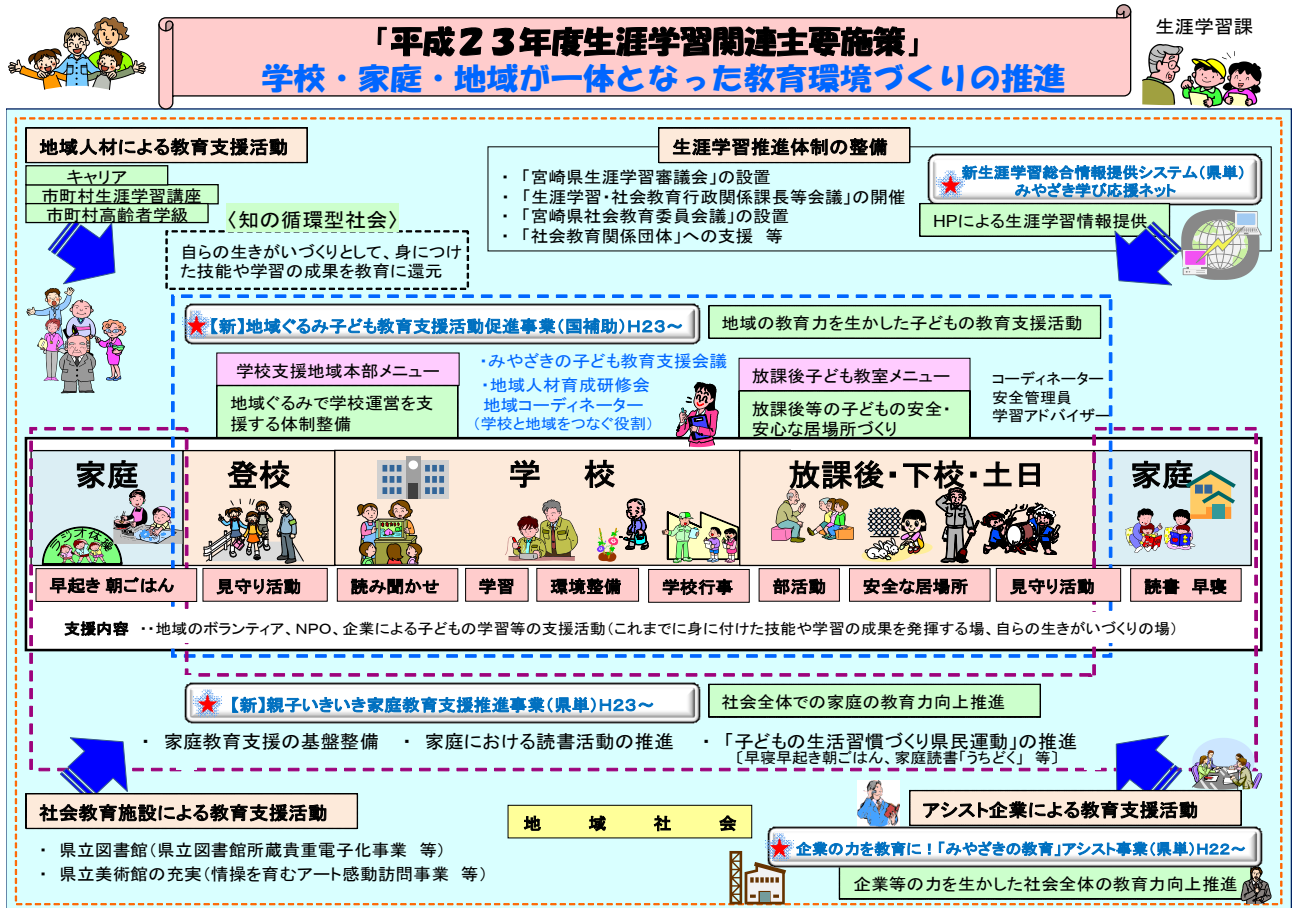 「平成２３年度生涯学習関連主要施策」
学校・家庭・地域が一体となった教育環境づくりの推進
生涯学習課
地域人材による教育支援活動
キャリア
市町村生涯学習講座
市町村高齢者学級
〈知の循環型社会〉
自らの生きがいづくりとして、身につけ
た技能や学習の成果を教育に還元
生涯学習推進体制の整備
・「宮崎県生涯学習審議会」の設置
・「生涯学習・社会教育行政関係課長等会議」の開催
・「宮崎県社会教育委員会議」の設置
・「社会教育関係団体」への支援　等
新生涯学習総合情報提供システム（県単）
みやざき学び応援ネット
HPによる生涯学習情報提供
【新】地域ぐるみ子ども教育支援活動促進事業（国補助）H23～
地域の教育力を生かした子どもの教育支援活動
学校支援地域本部メニュー
地域ぐるみで学校運営を支
援する体制整備
・みやざきの子ども教育支援会議
・地域人材育成研修会
地域コーディネーター
（学校と地域をつなぐ役割）
放課後子ども教室メニュー
放課後等の子どもの安全・
安心な居場所づくり
コーディネーター
安全管理員
学習アドバイザー
家庭
登校
学　校
放課後・下校・土日
家庭
ラジオ体操
早起き 朝ごはん
見守り活動
読み聞かせ
学習
環境整備
学校行事
部活動
安全な居場所
見守り活動
読書　早寝
支援内容　・・地域のボランティア、NPO、企業による子どもの学習等の支援活動（これまでに身に付けた技能や学習の成果を発揮する場、自らの生きがいづくりの場）
【新】親子いきいき家庭教育支援推進事業（県単）H23～
社会全体での家庭の教育力向上推進
・ 家庭教育支援の基盤整備　・ 家庭における読書活動の推進　・「子どもの生活習慣づくり県民運動」の推進
〔早寝早起き朝ごはん、家庭読書「うちどく」 等〕
社会教育施設による教育支援活動
・ 県立図書館（県立図書館所蔵貴重電子化事業　等）
・ 県立美術館の充実（情操を育むアート感動訪問事業　等）
地　域　社　会
アシスト企業による教育支援活動
企業の力を教育に！「みやざきの教育」アシスト事業（県単）H22～
企業等の力を生かした社会全体の教育力向上推進